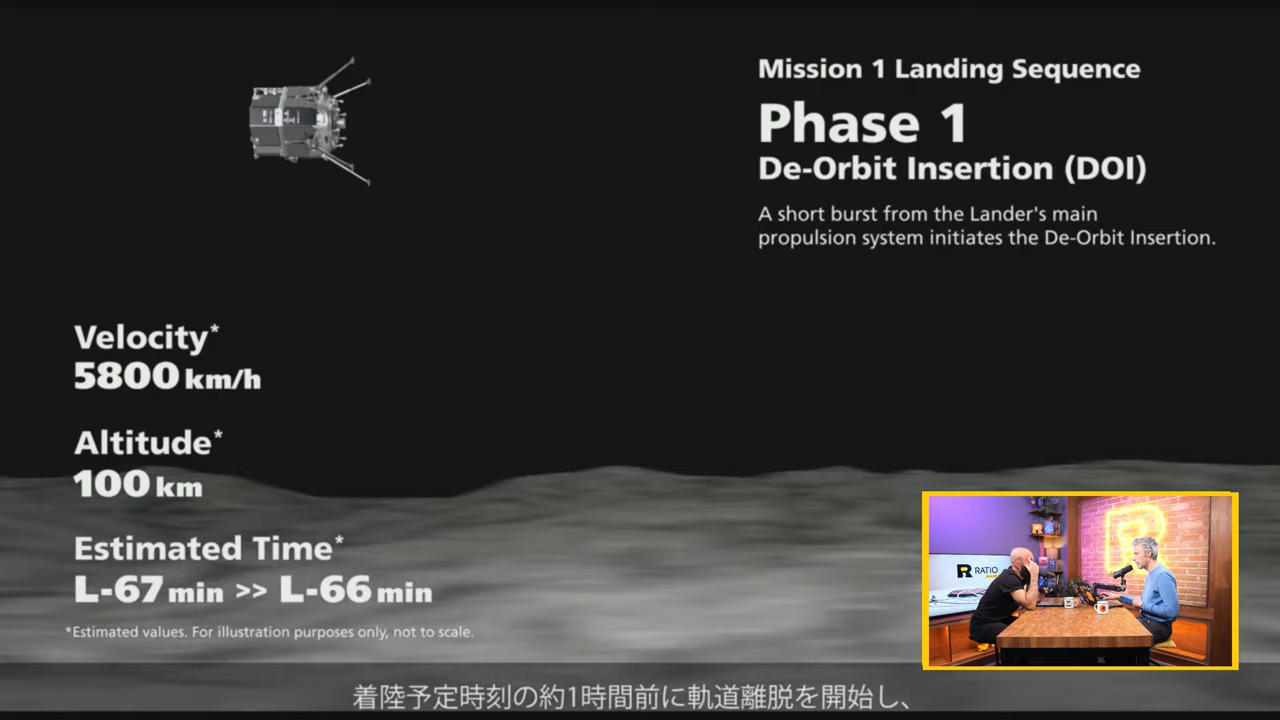 Mission 1 Landing Sequence
Phase 1
De-Orbit Insertion (DOI)
A short burst from the Lander's main
propulsion system initiates the De-Orbit Insertion.
Velocity*
5800 km/h
Altitude*
100 km
Estimated Time*
L-67 min >> L-66 min
*Estimated values. For illustration purposes only, not to scale.
R RATIO
着陸予定時刻の約1時間前に軌道離脱を開始し、